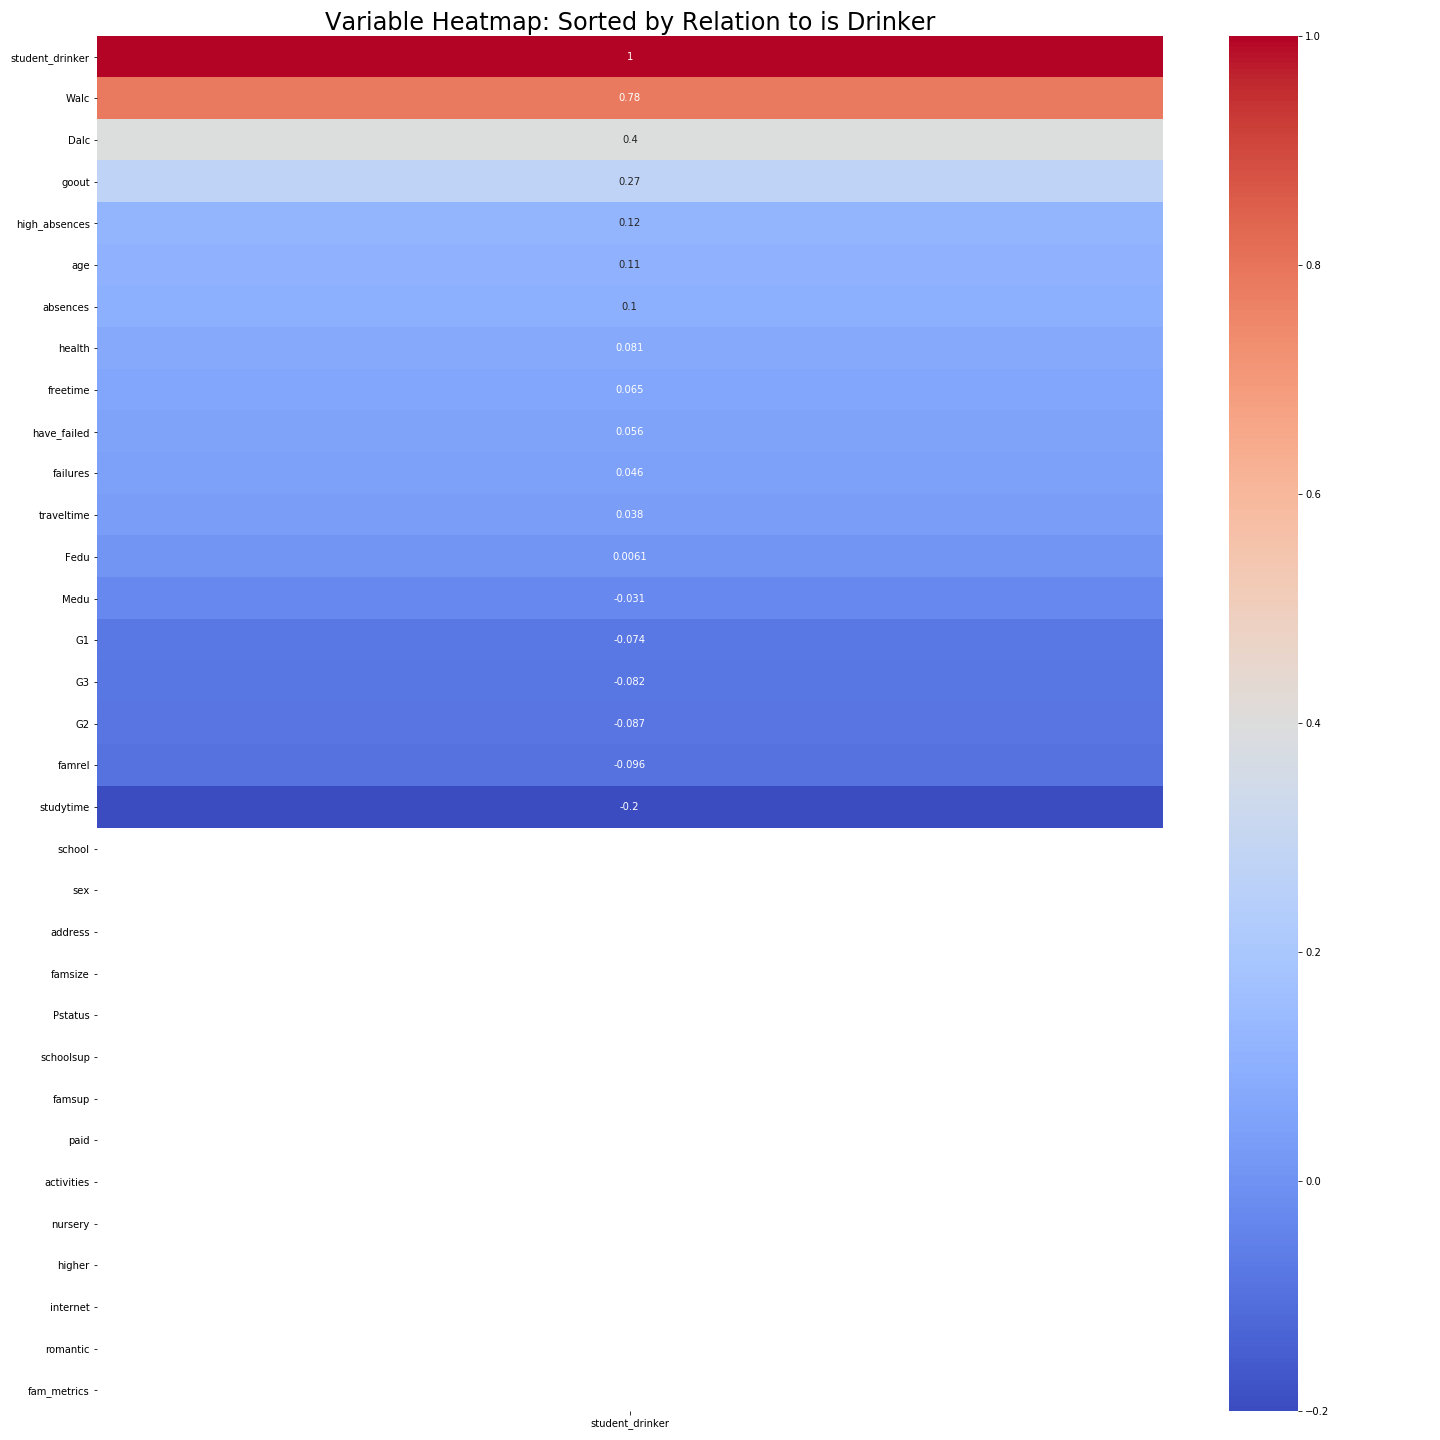 Variable Heatmap: Sorted by Relation to is Drinker
student_drinker 1
Walc 0.78
Dalc 0.4
goout 0.27
high_absences 0.12
age 0.11
absences 0.1
health 0.081
freetime 0.065
have_failed 0.056
failures 0.046
traveltime 0.038
Fedu 0.0061
Medu -0.031
G1 -0.074
G3 -0.082
G2 -0.087
famrel -0.096
studytime -0.2
school
sex
address
famsize
Pstatus
schoolsup
famsup
paid
activities
nursery
higher
internet
romantic
fam_metrics
student_drinker
1.0
0.8
0.6
0.4
0.2
0.0
−0.2